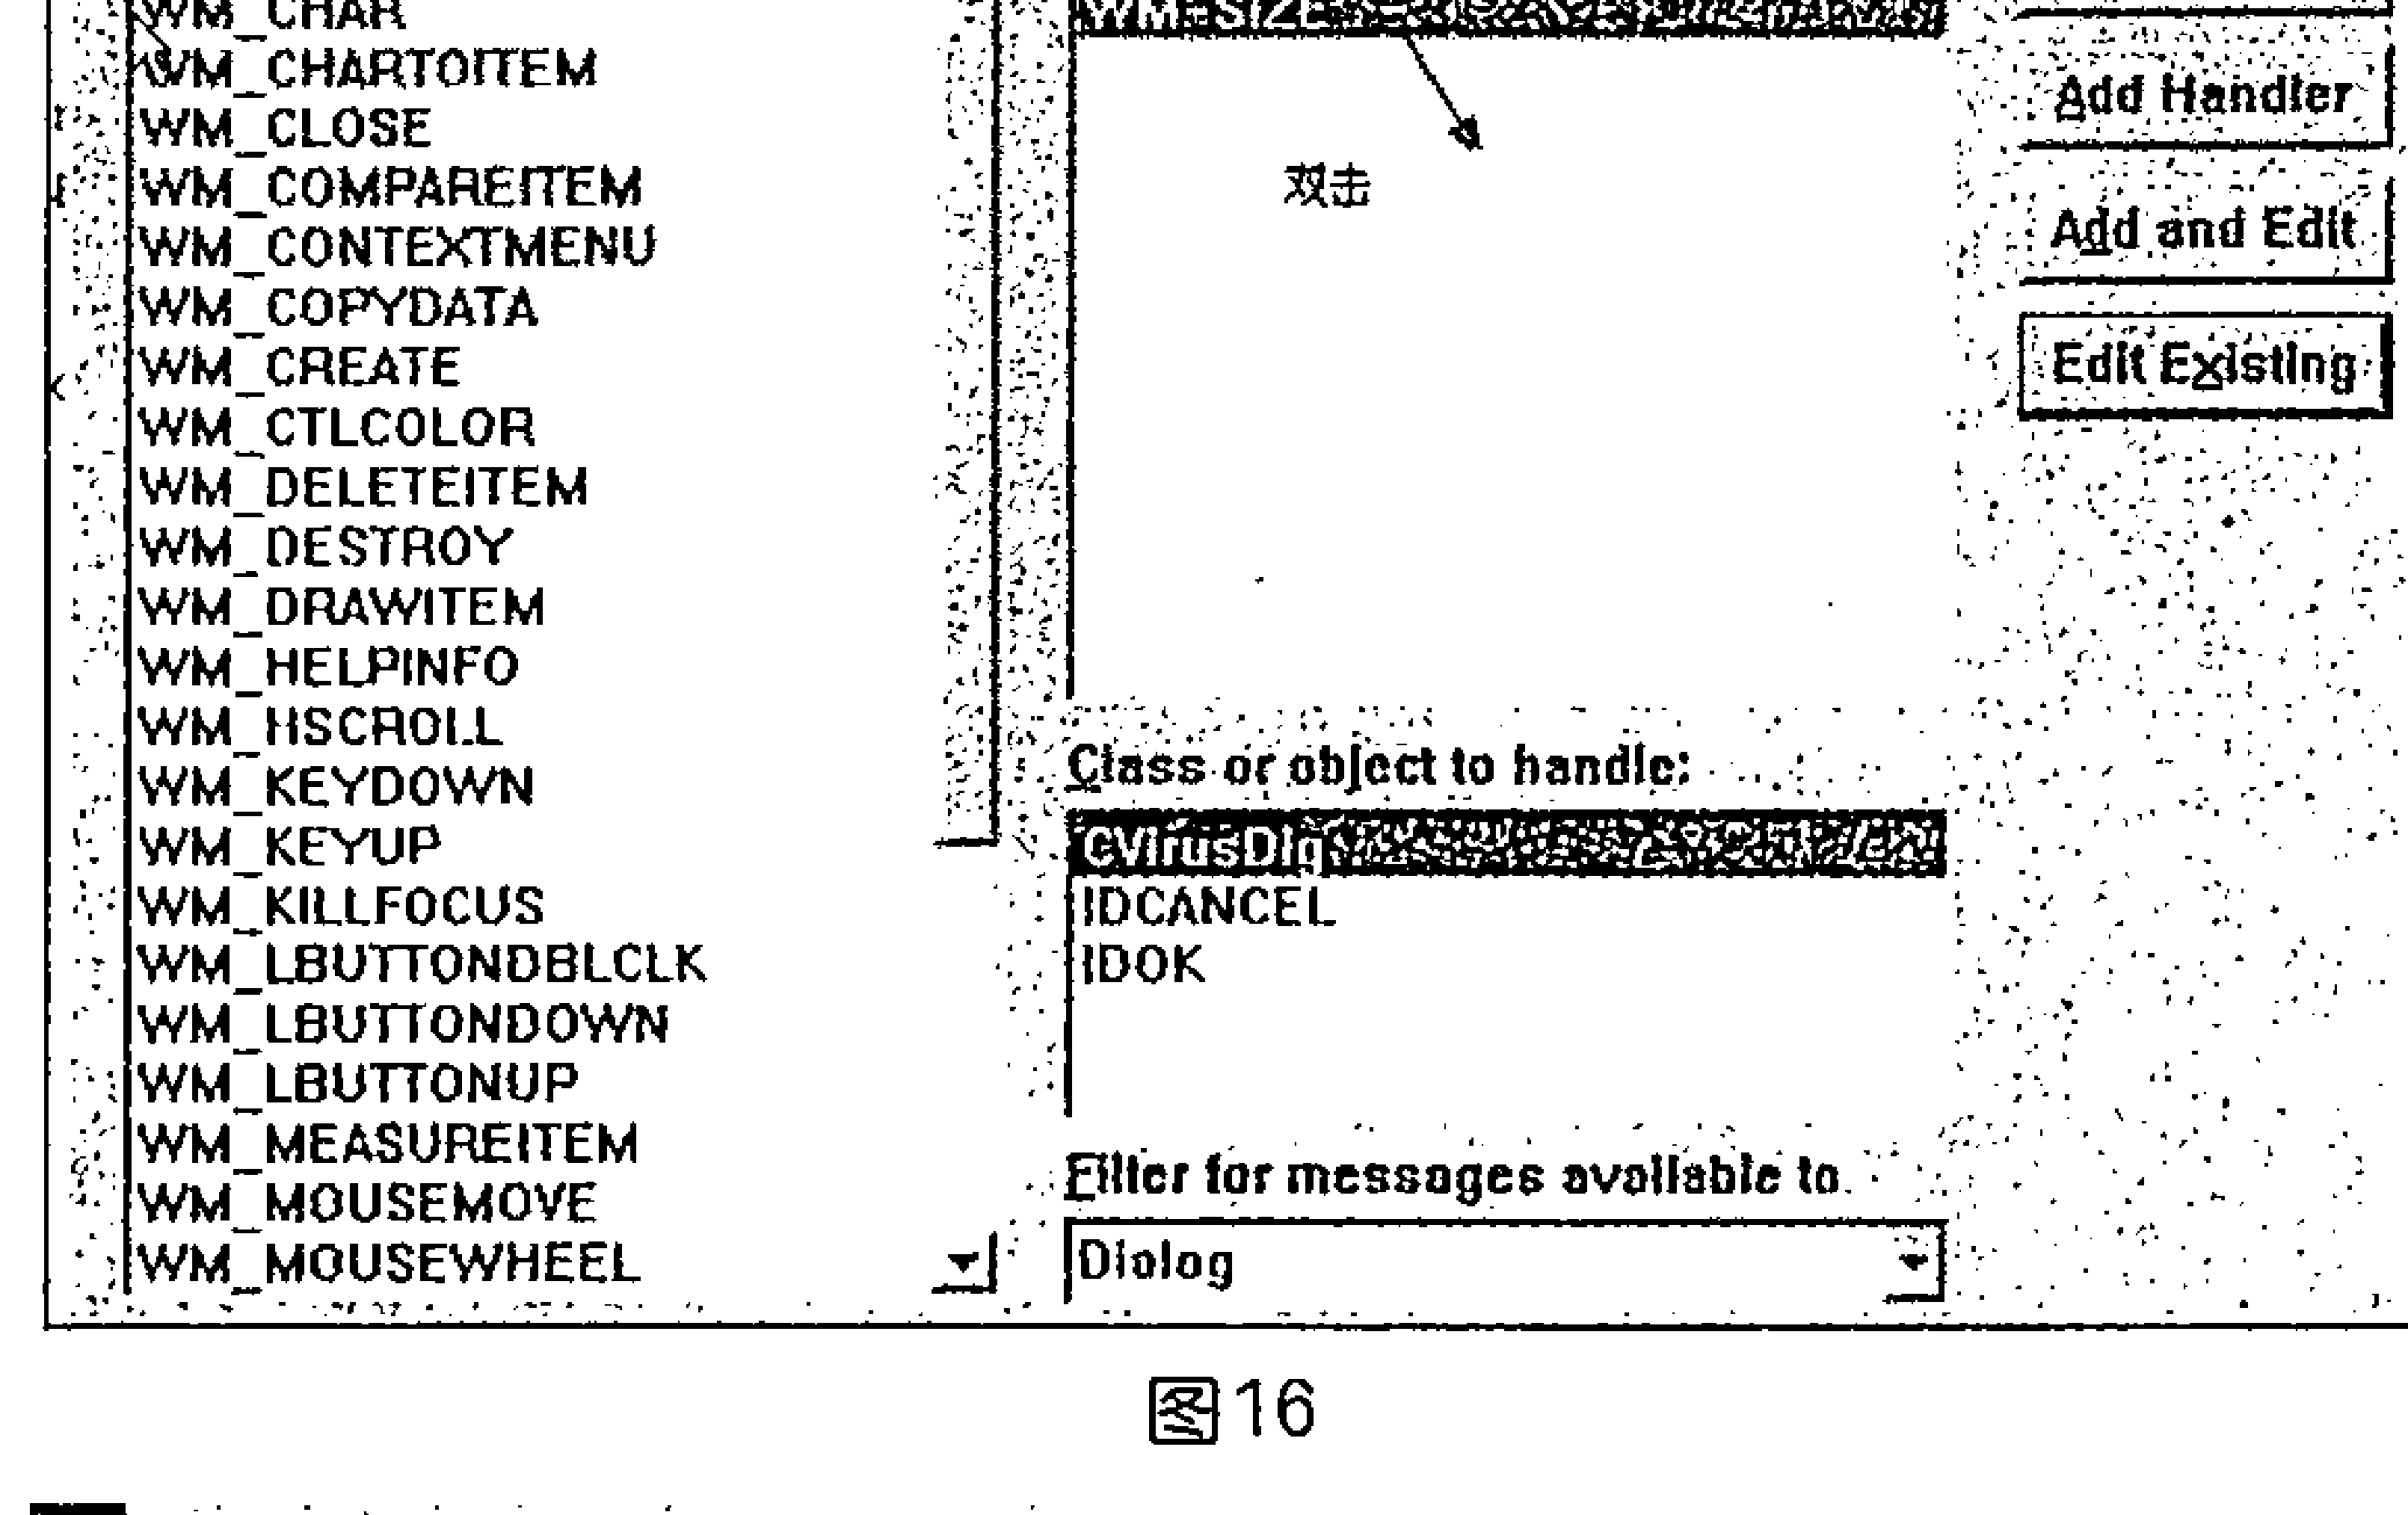 WM_CHAR
WM_CHARTOITEM
WM_CLOSE
WM_COMPAREITEM
WM_CONTEXTMENU
WM_COPYDATA
WM_CREATE
WM_CTLCOLOR
WM_DELETEITEM
WM_DESTROY
WM_DRAWITEM
WM_HELPINFO
WM_HSCROLL
WM_KEYDOWN
WM_KEYUP
WM_KILLFOCUS
WM_LBUTTONDBLCLK
WM_LBUTTONDOWN
WM_LBUTTONUP
WM_MEASUREITEM
WM_MOUSEMOVE
WM_MOUSEWHEEL
WM_SIZE
双击
Class or object to handle:
CVirusDlg
IDCANCEL
IDOK
Filter for messages available to
Dialog
Add Handler
Add and Edit
Edit Existing
图16